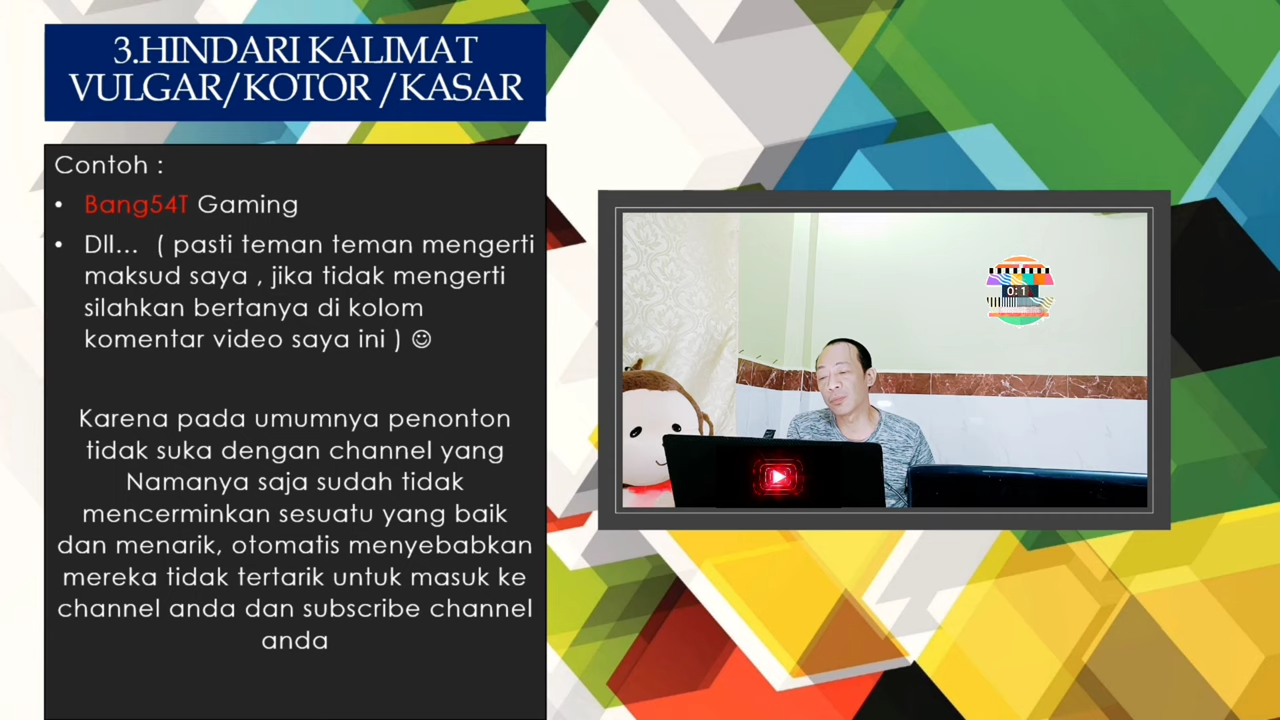 3.HINDARI KALIMAT
VULGAR/KOTOR /KASAR
Contoh :
• Bang54T Gaming
• Dll... ( pasti teman teman mengerti
maksud saya , jika tidak mengerti
silahkan bertanya di kolom
komentar video saya ini ) ☺
Karena pada umumnya penonton
tidak suka dengan channel yang
Namanya saja sudah tidak
mencerminkan sesuatu yang baik
dan menarik, otomatis menyebabkan
mereka tidak tertarik untuk masuk ke
channel anda dan subscribe channel
anda
0:1